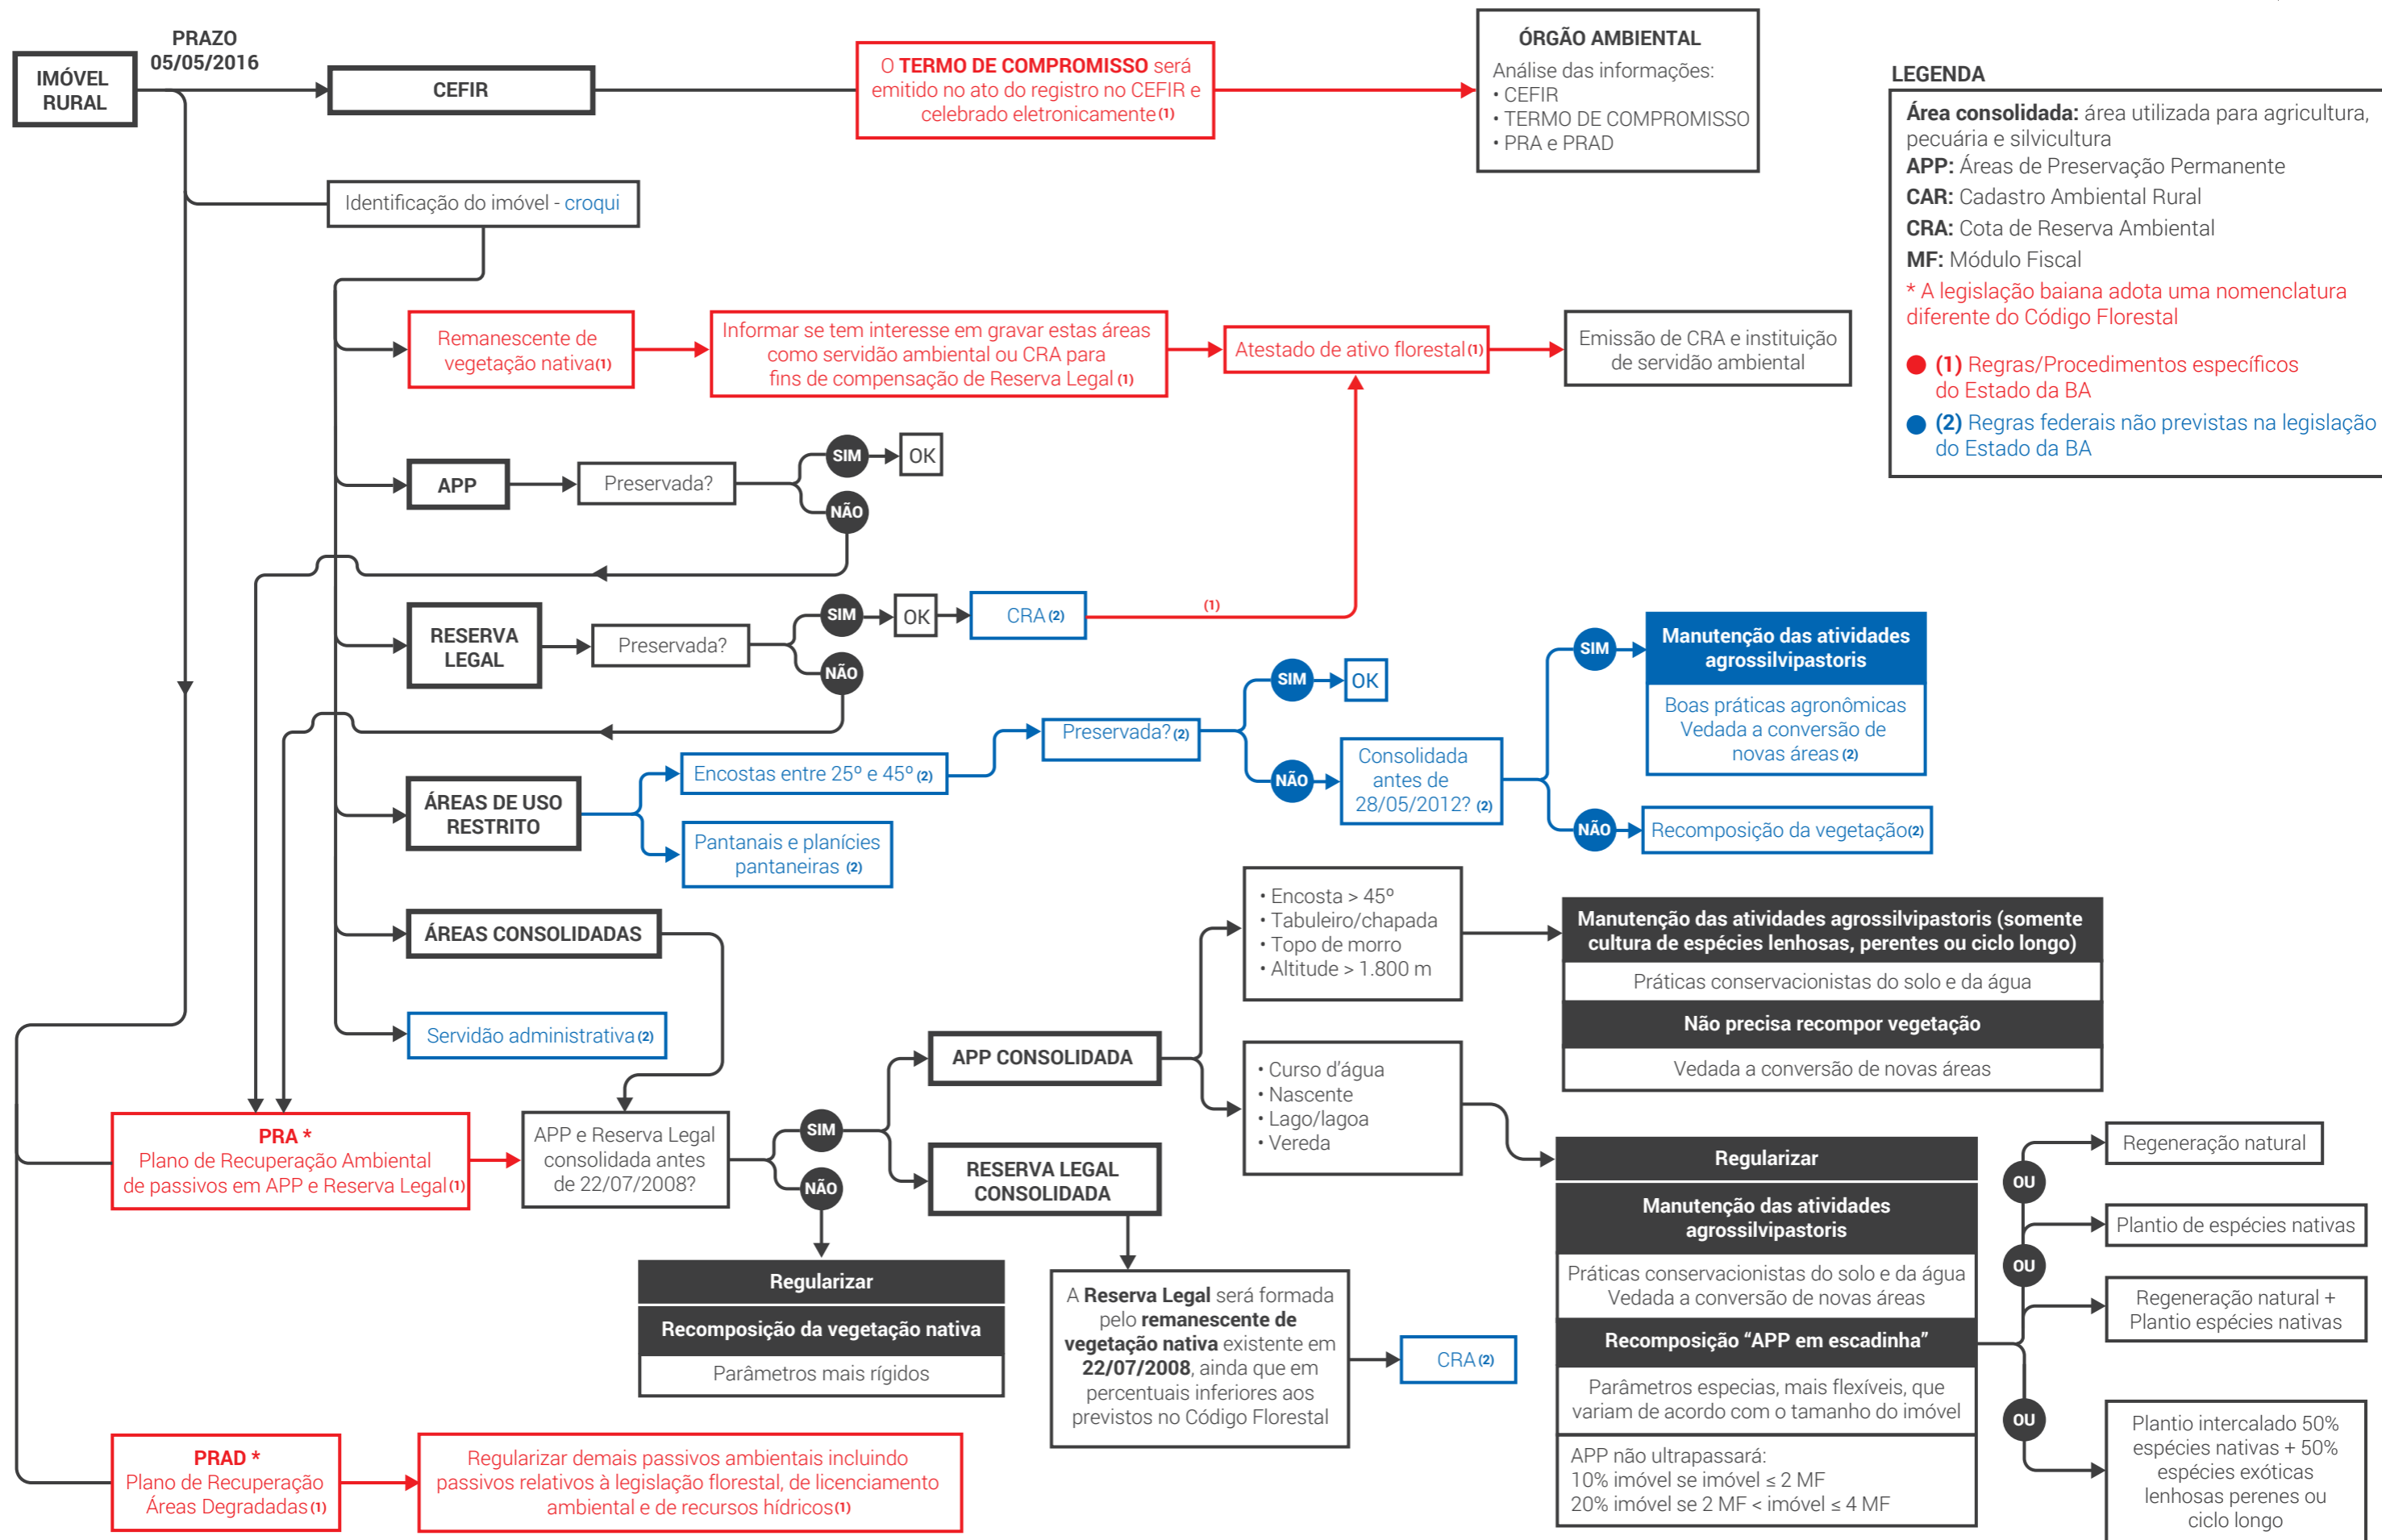 PRAZO
05/05/2016
IMÓVEL
RURAL
CEFIR
O TERMO DE COMPROMISSO será
emitido no ato do registro no CEFIR e
celebrado eletronicamente (1)
ÓRGÃO AMBIENTAL
Análise das informações:
• CEFIR
• TERMO DE COMPROMISSO
• PRA e PRAD
LEGENDA
Área consolidada: área utilizada para agricultura,
pecuária e silvicultura
APP: Áreas de Preservação Permanente
CAR: Cadastro Ambiental Rural
CRA: Cota de Reserva Ambiental
MF: Módulo Fiscal
* A legislação baiana adota uma nomenclatura
diferente do Código Florestal
(1) Regras/Procedimentos específicos
do Estado da BA
(2) Regras federais não previstas na legislação
do Estado da BA
Identificação do imóvel - croqui
Remanescente de
vegetação nativa(1)
Informar se tem interesse em gravar estas áreas
como servidão ambiental ou CRA para
fins de compensação de Reserva Legal (1)
Atestado de ativo florestal(1)
Emissão de CRA e instituição
de servidão ambiental
APP
Preservada?
SIM
OK
NÃO
RESERVA
LEGAL
Preservada?
SIM
OK
CRA(2)
(1)
NÃO
ÁREAS DE USO
RESTRITO
Encostas entre 25º e 45º (2)
Pantanais e planícies
pantaneiras (2)
Preservada?(2)
SIM
OK
NÃO
Consolidada
antes de
28/05/2012? (2)
SIM
Manutenção das atividades
agrossilvipastoris
Boas práticas agronômicas
Vedada a conversão de
novas áreas (2)
NÃO
Recomposição da vegetação(2)
ÁREAS CONSOLIDADAS
Servidão administrativa(2)
PRA *
Plano de Recuperação Ambiental
de passivos em APP e Reserva Legal(1)
APP e Reserva Legal
consolidada antes
de 22/07/2008?
SIM
NÃO
Regularizar
Recomposição da vegetação nativa
Parâmetros mais rígidos
APP CONSOLIDADA
RESERVA LEGAL
CONSOLIDADA
A Reserva Legal será formada
pelo remanescente de
vegetação nativa existente em
22/07/2008, ainda que em
percentuais inferiores aos
previstos no Código Florestal
CRA(2)
• Encosta > 45º
• Tabuleiro/chapada
• Topo de morro
• Altitude > 1.800 m
Manutenção das atividades agrossilvipastoris (somente
cultura de espécies lenhosas, perentes ou ciclo longo)
Práticas conservacionistas do solo e da água
Não precisa recompor vegetação
Vedada a conversão de novas áreas
• Curso d'água
• Nascente
• Lago/lagoa
• Vereda
Regularizar
Manutenção das atividades
agrossilvipastoris
Práticas conservacionistas do solo e da água
Vedada a conversão de novas áreas
Recomposição “APP em escadinha”
Parâmetros especias, mais flexíveis, que
variam de acordo com o tamanho do imóvel
APP não ultrapassará:
10% imóvel se imóvel ≤ 2 MF
20% imóvel se 2 MF < imóvel ≤ 4 MF
Regeneração natural
OU
Plantio de espécies nativas
OU
Regeneração natural +
Plantio espécies nativas
OU
Plantio intercalado 50%
espécies nativas + 50%
espécies exóticas
lenhosas perenes ou
ciclo longo
PRAD *
Plano de Recuperação
Áreas Degradadas(1)
Regularizar demais passivos ambientais incluindo
passivos relativos à legislação florestal, de licenciamento
ambiental e de recursos hídricos(1)